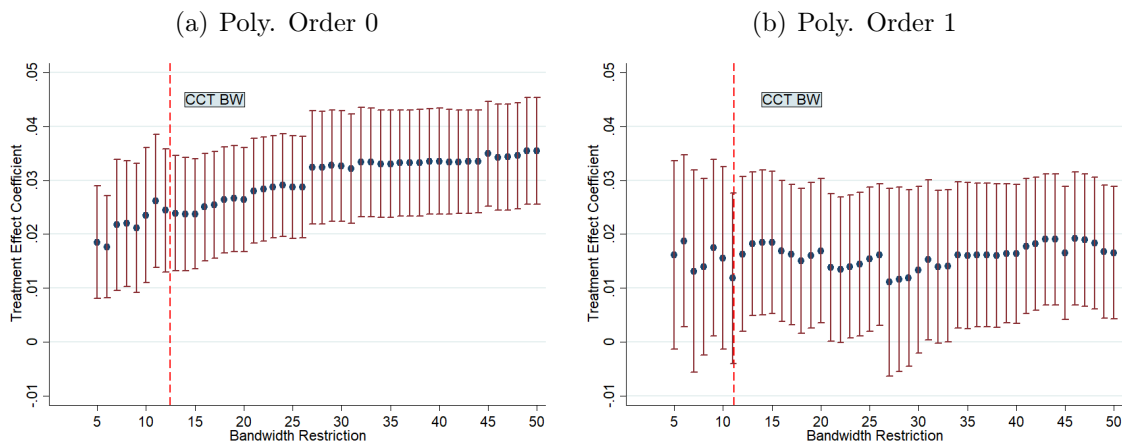 (a) Poly. Order 0
.05
.04
.03
.02
.01
0
-.01
Treatment Effect Coefficient
CCT BW
5 10 15 20 25 30 35 40 45 50
Bandwidth Restriction
(b) Poly. Order 1
.05
.04
.03
.02
.01
0
-.01
Treatment Effect Coefficient
CCT BW
5 10 15 20 25 30 35 40 45 50
Bandwidth Restriction